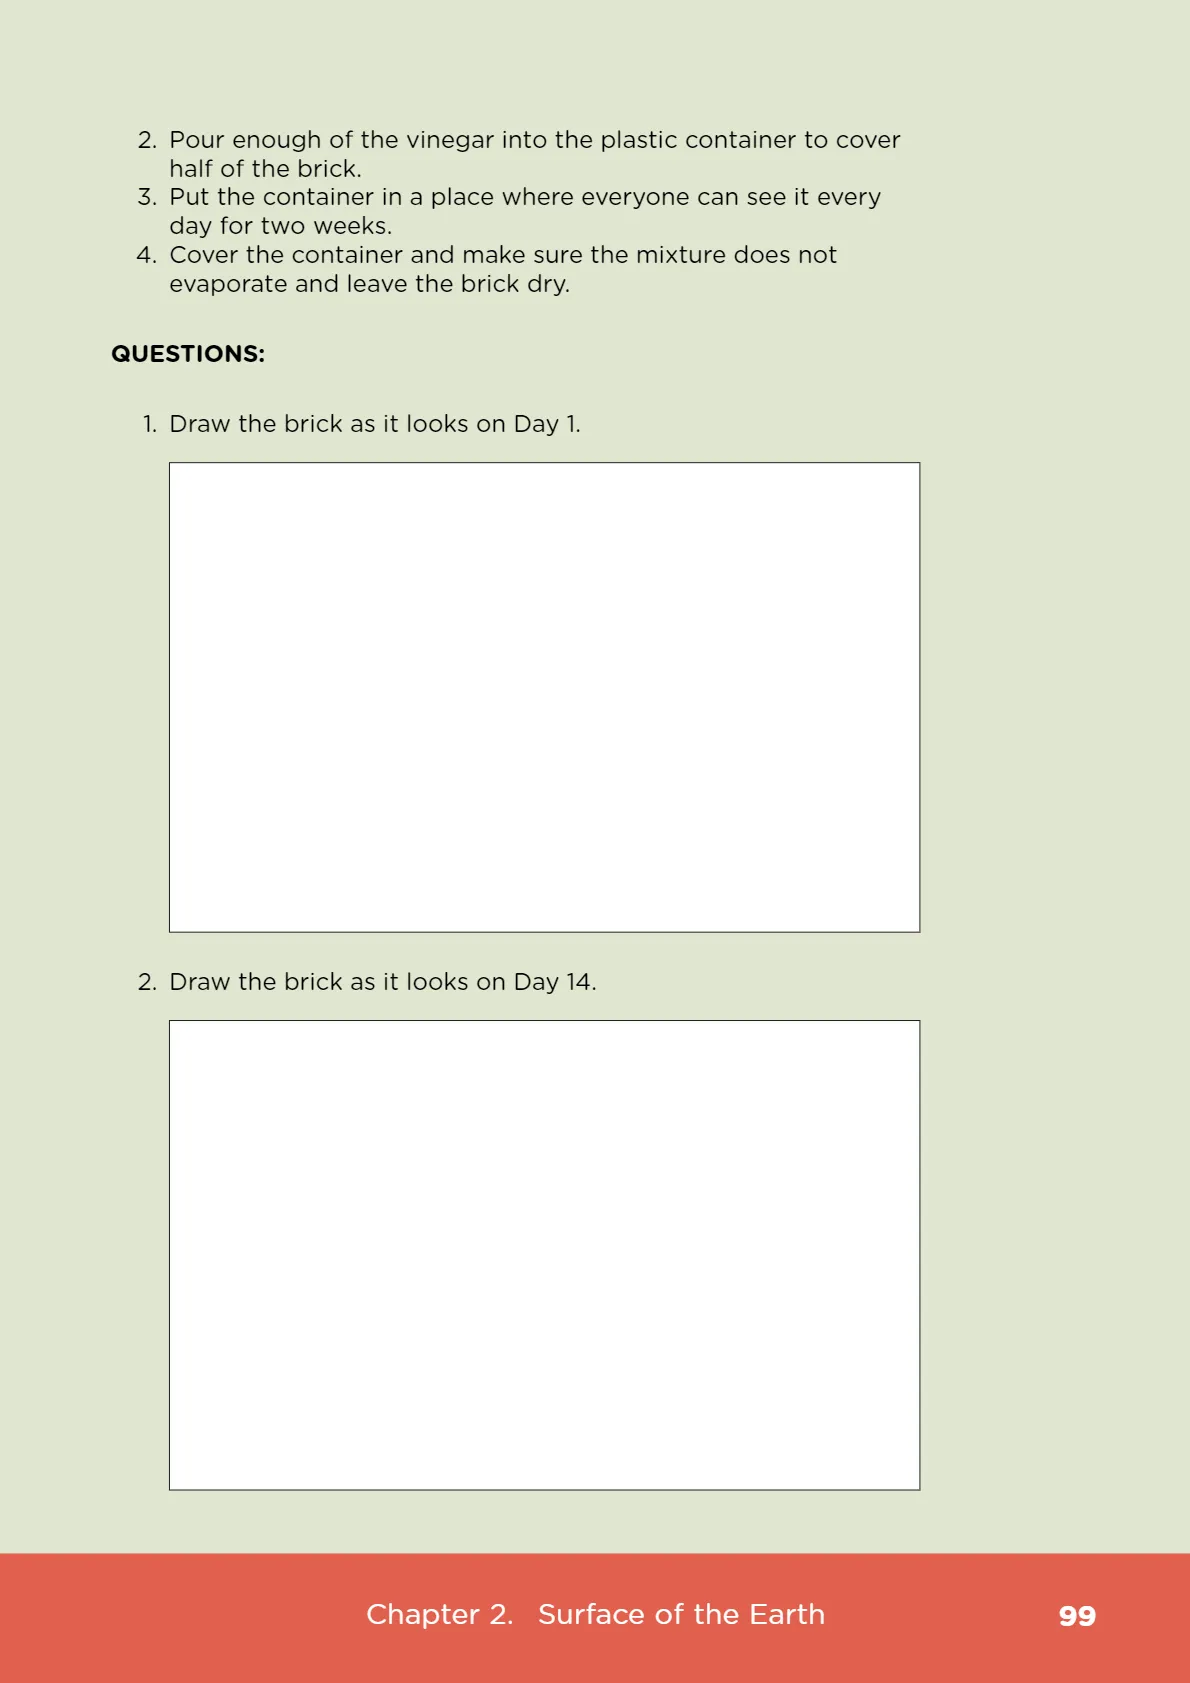 2. Pour enough of the vinegar into the plastic container to cover
half of the brick.
3. Put the container in a place where everyone can see it every
day for two weeks.
4. Cover the container and make sure the mixture does not
evaporate and leave the brick dry.
QUESTIONS:
1. Draw the brick as it looks on Day 1.
2. Draw the brick as it looks on Day 14.
Chapter 2. Surface of the Earth 99